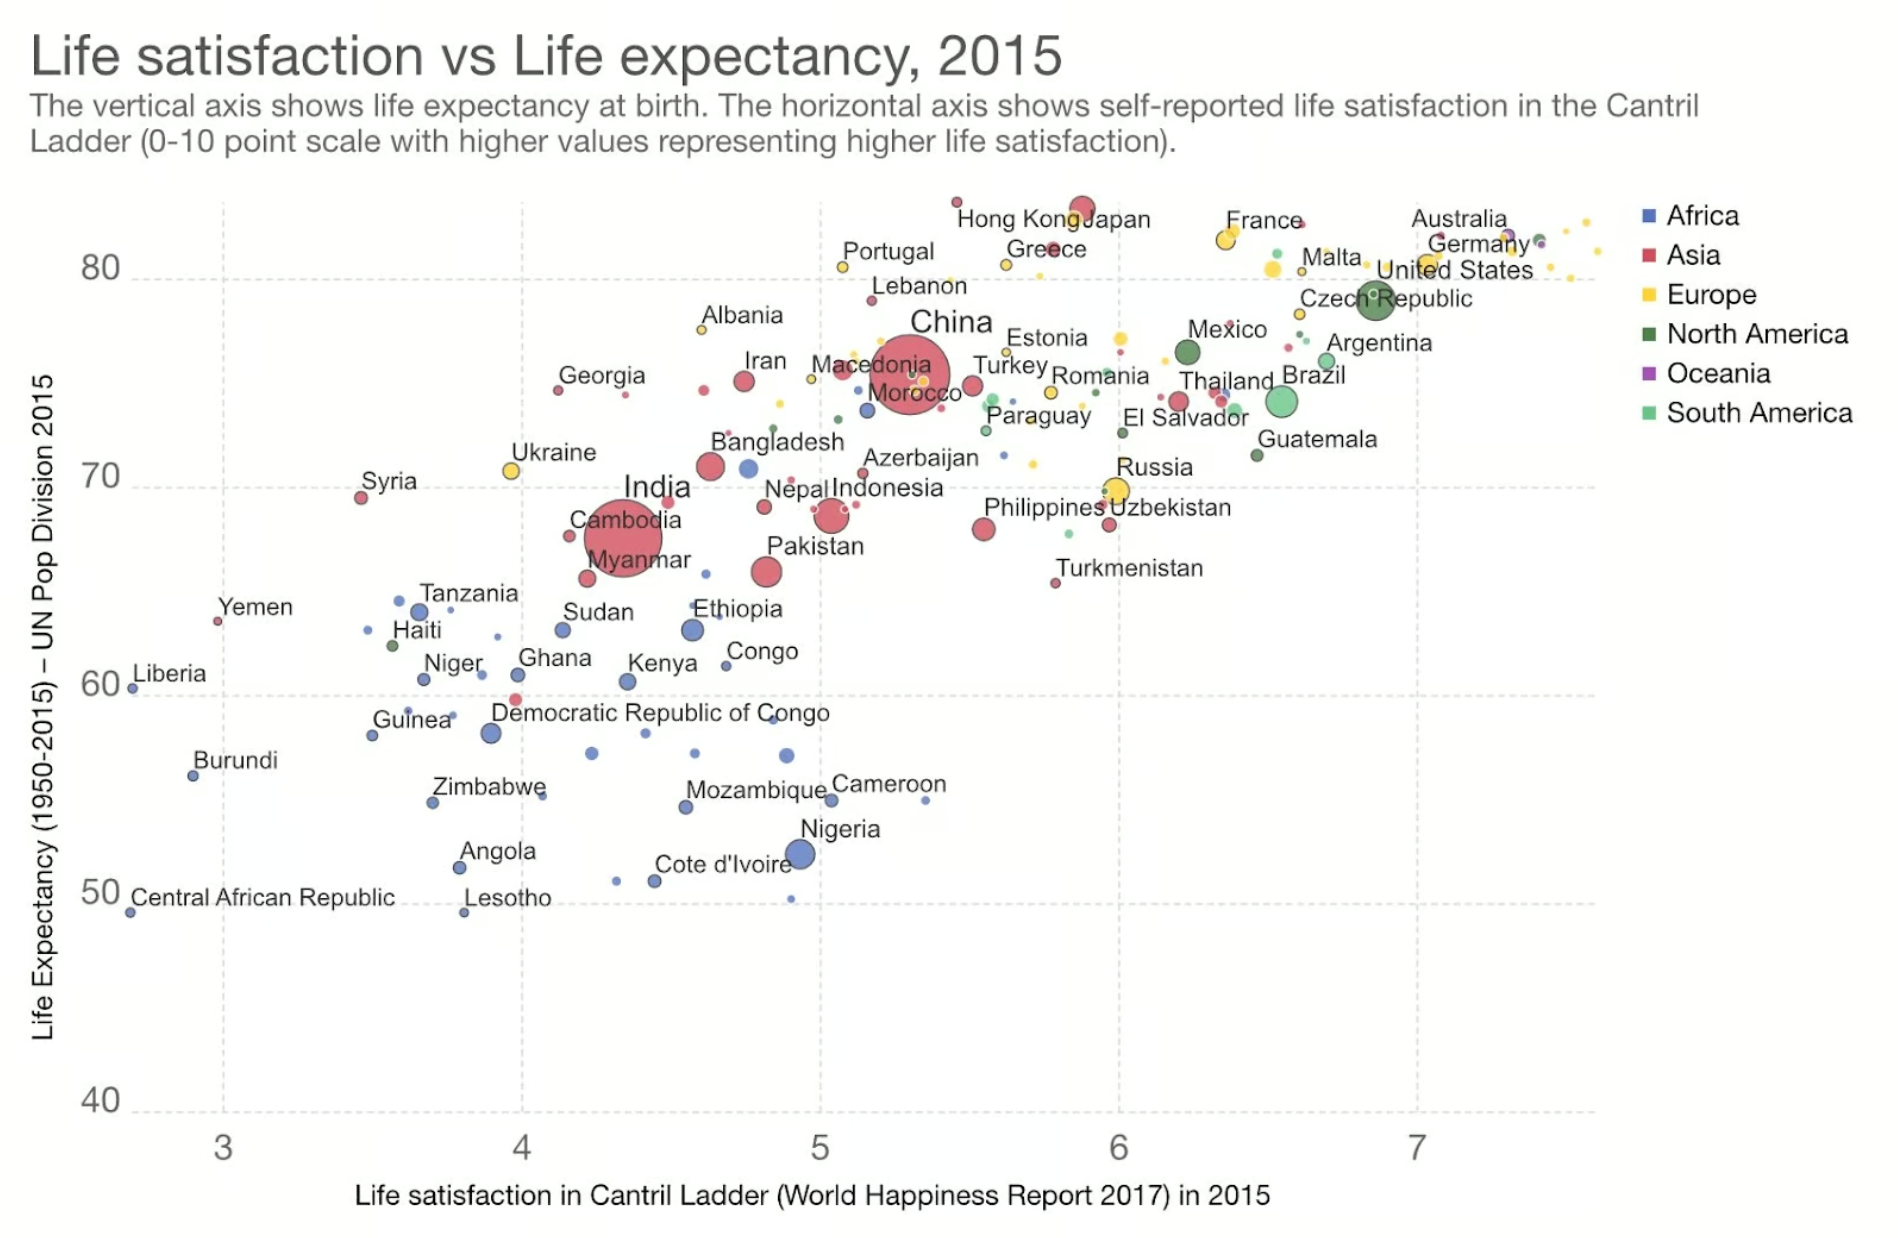 Life satisfaction vs Life expectancy, 2015
The vertical axis shows life expectancy at birth. The horizontal axis shows self-reported life satisfaction in the Cantril
Ladder (0-10 point scale with higher values representing higher life satisfaction).
Africa
Asia
Europe
North America
Oceania
South America
Life Expectancy (1950-2015) – UN Pop Division 2015
80
70
60
50
40
Hong Kong
Japan
France
Australia
Portugal
Greece
Malta
Germany
United States
Lebanon
Czech Republic
Albania
China
Estonia
Mexico
Argentina
Georgia
Iran
Macedonia
Turkey
Romania
Thailand
Brazil
Morocco
Paraguay
El Salvador
Guatemala
Ukraine
Bangladesh
Azerbaijan
Russia
Syria
India
Nepal
Indonesia
Philippines
Uzbekistan
Cambodia
Myanmar
Pakistan
Turkmenistan
Yemen
Tanzania
Haiti
Sudan
Ethiopia
Liberia
Niger
Ghana
Kenya
Congo
Guinea
Democratic Republic of Congo
Burundi
Zimbabwe
Mozambique
Cameroon
Nigeria
Angola
Cote d'Ivoire
Central African Republic
Lesotho
3
4
5
6
7
Life satisfaction in Cantril Ladder (World Happiness Report 2017) in 2015